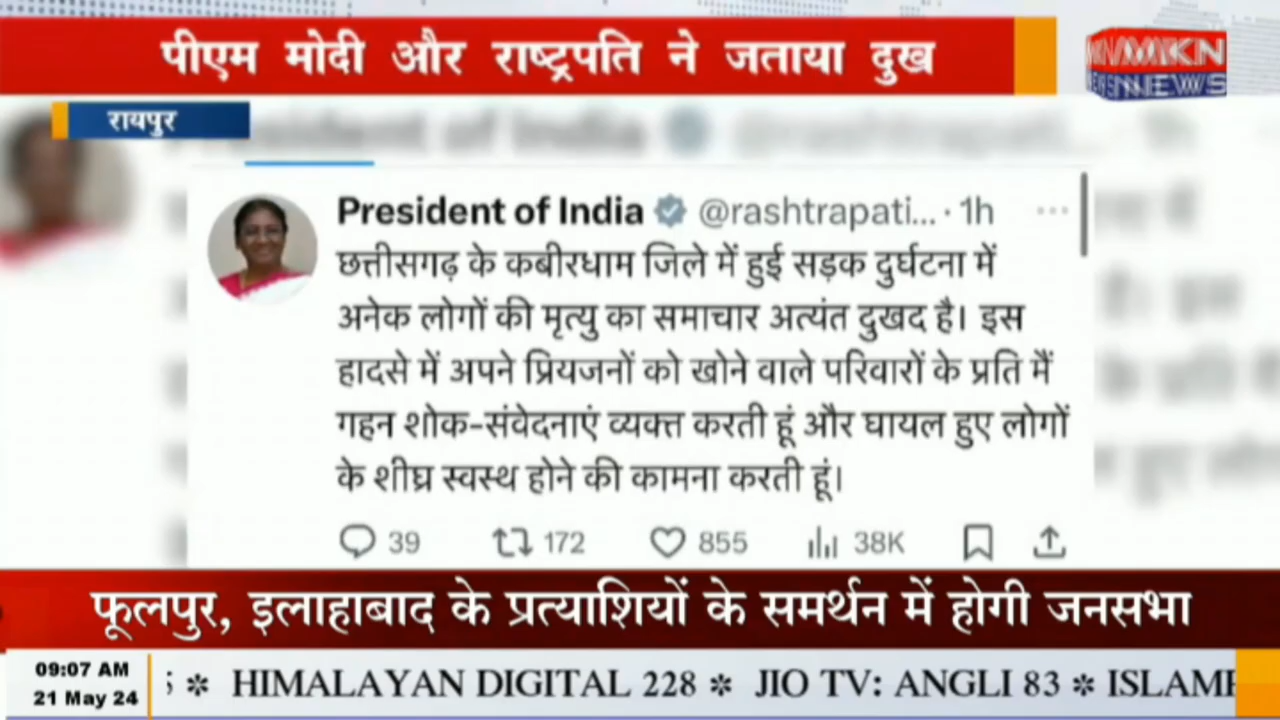 पीएम मोदी और राष्ट्रपति ने जताया दुख
MKN
NEWS
रायपुर
President of India @rashtrapati... · 1h
छत्तीसगढ़ के कबीरधाम जिले में हुई सड़क दुर्घटना में
अनेक लोगों की मृत्यु का समाचार अत्यंत दुखद है। इस
हादसे में अपने प्रियजनों को खोने वाले परिवारों के प्रति मैं
गहन शोक-संवेदनाएं व्यक्त करती हूं और घायल हुए लोगों
के शीघ्र स्वस्थ होने की कामना करती हूं।
39 172 855 38K
फूलपुर, इलाहाबाद के प्रत्याशियों के समर्थन में होगी जनसभा
09:07 AM
21 May 24
* HIMALAYAN DIGITAL 228 * JIO TV: ANGLI 83 *